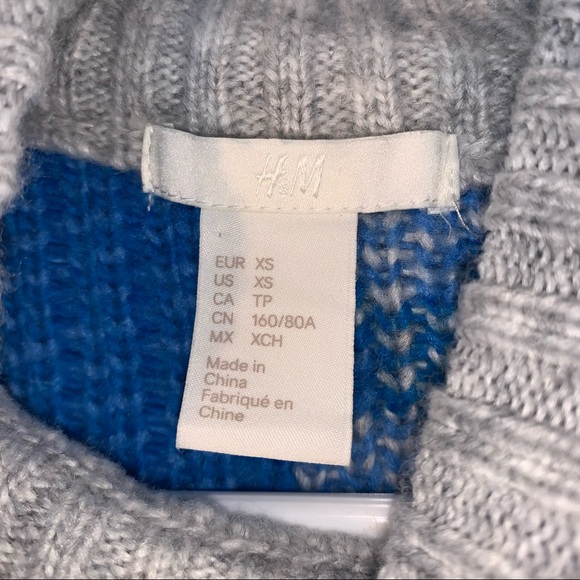 H&M
EUR XS
US XS
CA TP
CN 160/80A
MX XCH
Made in
China
Fabriqué en
Chine